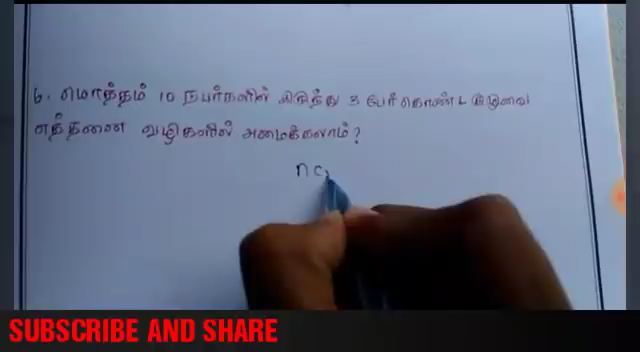 6. மொத்தம் 10 நபர்களில் இருந்து 3 பேர் கொண்ட குழுவை
எத்தனை வழிகளில் அமைக்கலாம்?
nc
SUBSCRIBE AND SHARE